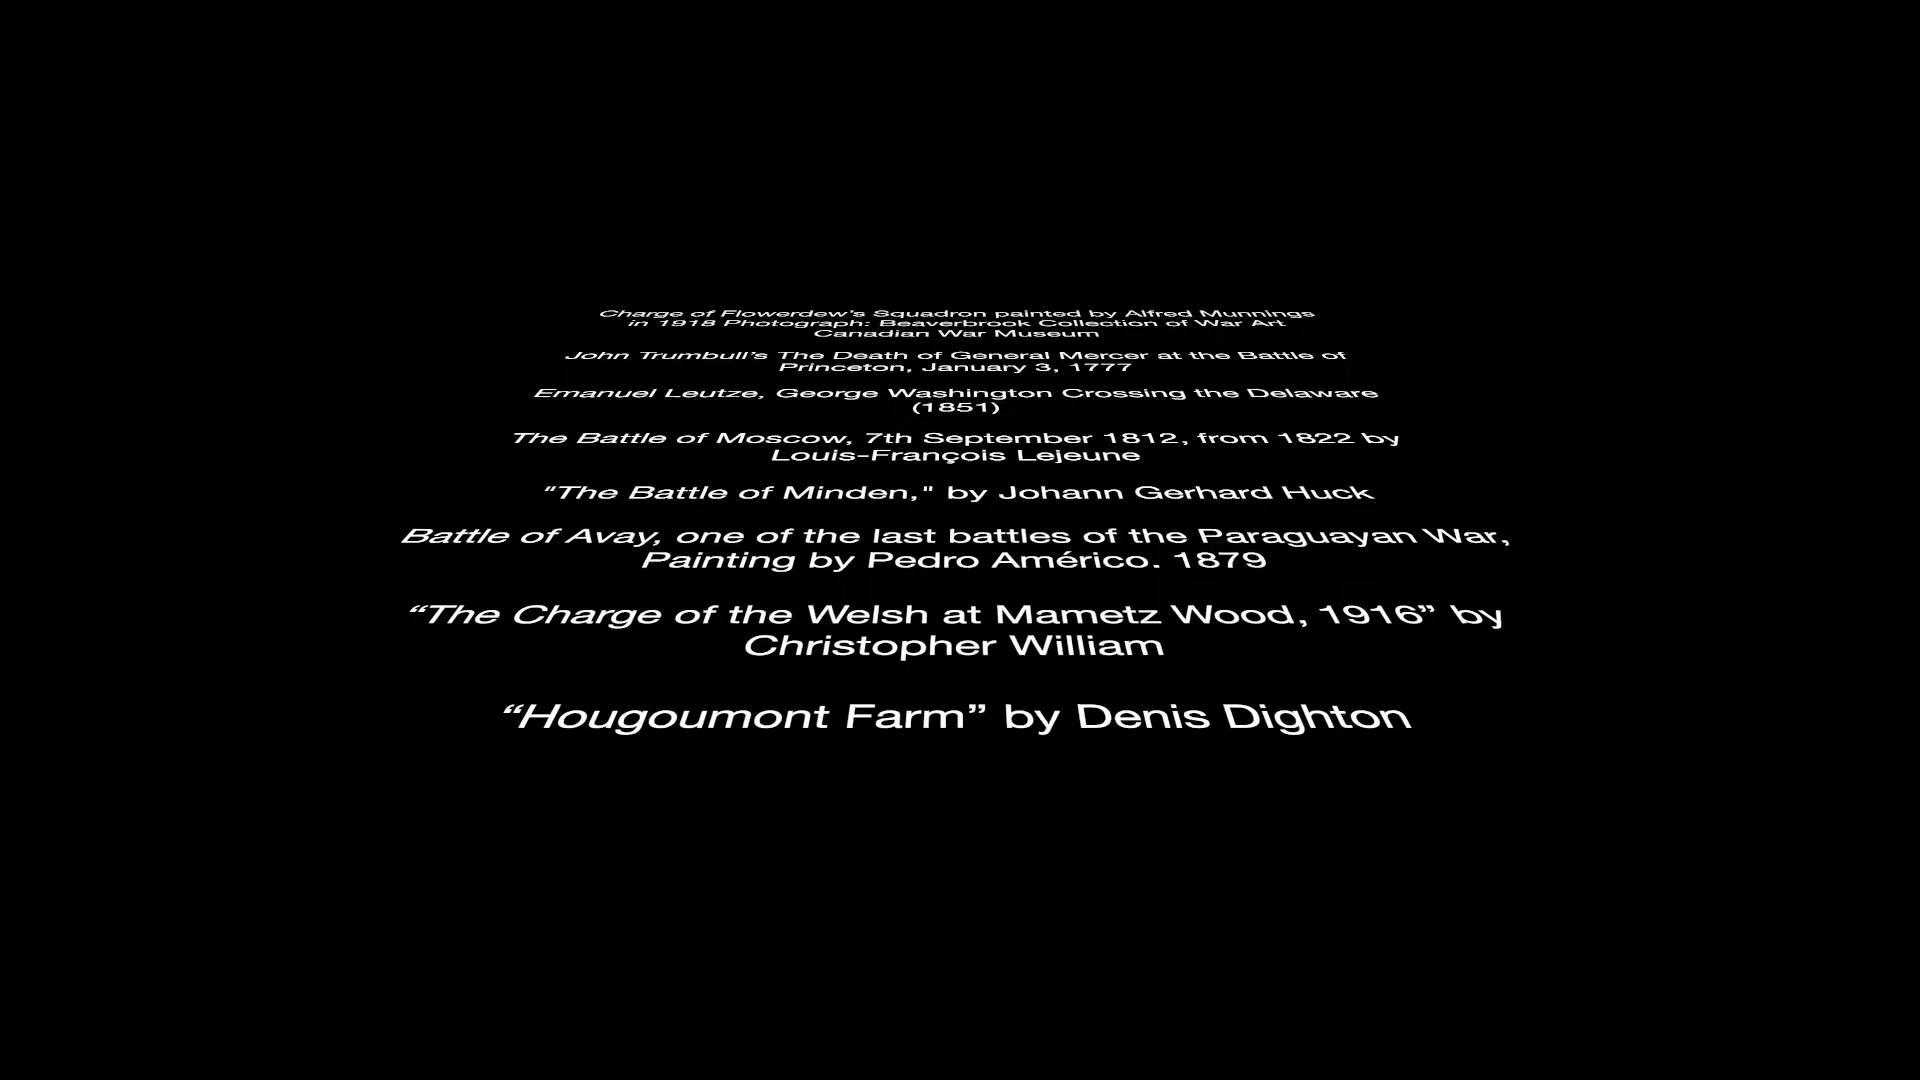 Charge of Flowerdew's Squadron painted by Alfred Munnings
in 1918 Photograph: Beaverbrook Collection of War Art
Canadian War Museum
John Trumbull's The Death of General Mercer at the Battle of
Princeton, January 3, 1777
Emanuel Leutze, George Washington Crossing the Delaware
(1851)
The Battle of Moscow, 7th September 1812, from 1822 by
Louis-François Lejeune
"The Battle of Minden," by Johann Gerhard Huck
Battle of Avay, one of the last battles of the Paraguayan War,
Painting by Pedro Américo. 1879
“The Charge of the Welsh at Mametz Wood, 1916” by
Christopher William
“Hougoumont Farm” by Denis Dighton